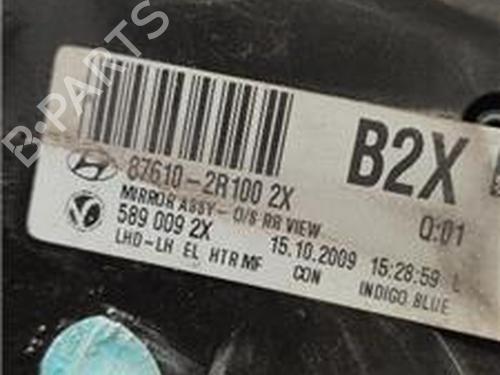 B-PARTS
B2X
87610-2R100 2X
MIRROR ASSY-O/S RR VIEW
Q:01
589 009 2X
15.10.2009 15:28:59 L
LHD-LH EL HTR MF CON INDIGO BLUE